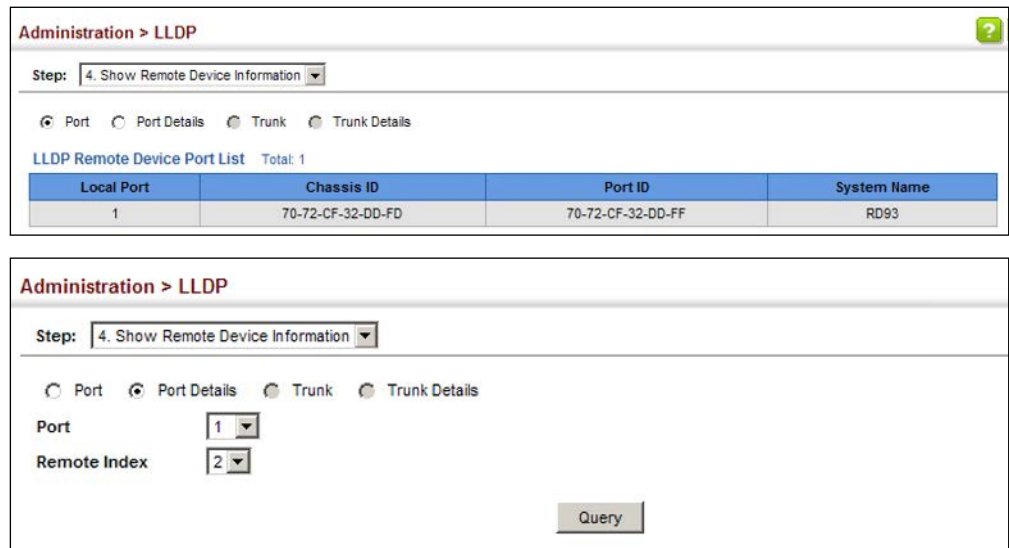 Administration > LLDP
?
Step: 4. Show Remote Device Information
Port Port Details Trunk Trunk Details
LLDP Remote Device Port List Total: 1
Local Port Chassis ID Port ID System Name
1 70-72-CF-32-DD-FD 70-72-CF-32-DD-FF RD93
Administration > LLDP
Step: 4. Show Remote Device Information
Port Port Details Trunk Trunk Details
Port 1
Remote Index 2
Query